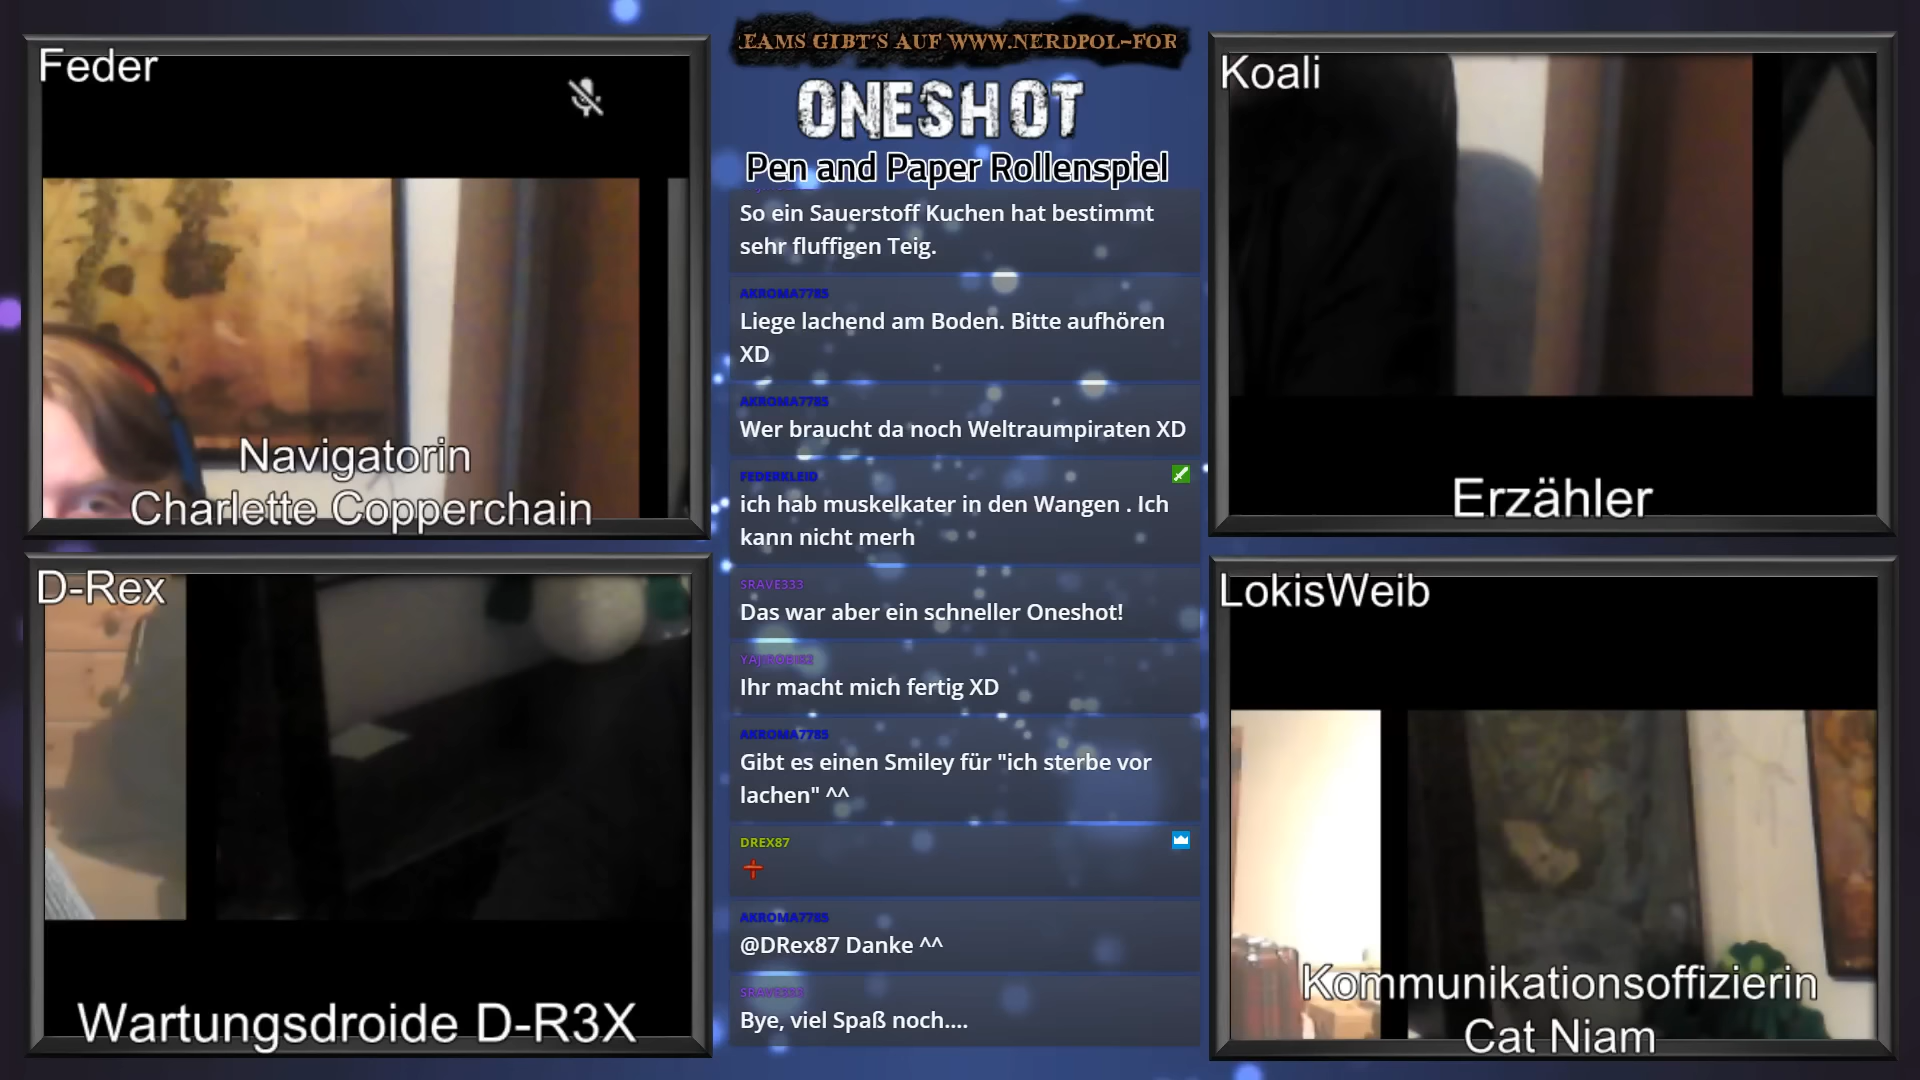 Feder
Navigatorin
Charlette Copperchain
D-Rex
Wartungsdroide D-R3X
EAMS GIBT'S AUF WWW.NERDPOL-FOR
ONESHOT
Pen and Paper Rollenspiel
So ein Sauerstoff Kuchen hat bestimmt
sehr fluffigen Teig.
AKROMA7785
Liege lachend am Boden. Bitte aufhören
XD
AKROMA7785
Wer braucht da noch Weltraumpiraten XD
FEDERKLEID
ich hab muskelkater in den Wangen . Ich
kann nicht merh
SRAVE333
Das war aber ein schneller Oneshot!
Ihr macht mich fertig XD
AKROMA7785
Gibt es einen Smiley für "ich sterbe vor
lachen" ^^
DREX87
AKROMA7785
@DRex87 Danke ^^
SRAVE333
Bye, viel Spaß noch....
Koali
Erzähler
LokisWeib
Kommunikationsoffizierin
Cat Niam